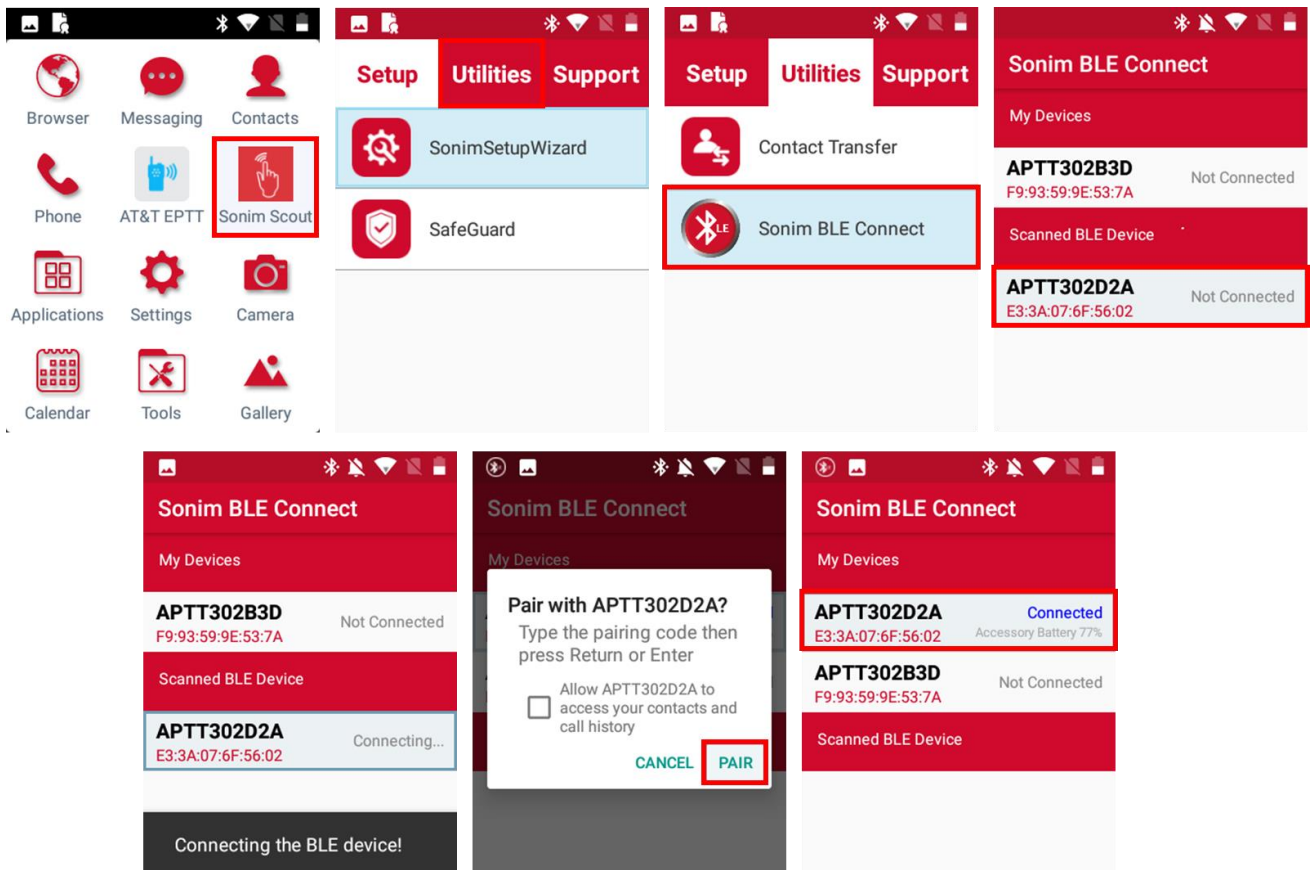 Browser
Messaging
Contacts
Phone
AT&T EPTT
Sonim Scout
Applications
Settings
Camera
Calendar
Tools
Gallery
Setup
Utilities
Support
SonimSetupWizard
SafeGuard
Setup
Utilities
Support
Contact Transfer
LE
Sonim BLE Connect
Sonim BLE Connect
My Devices
APTT302B3D
F9:93:59:9E:53:7A
Not Connected
Scanned BLE Device
APTT302D2A
E3:3A:07:6F:56:02
Not Connected
Sonim BLE Connect
My Devices
APTT302B3D
F9:93:59:9E:53:7A
Not Connected
Scanned BLE Device
APTT302D2A
E3:3A:07:6F:56:02
Connecting...
Connecting the BLE device!
Sonim BLE Connect
My Devices
Pair with APTT302D2A?
Type the pairing code then
press Return or Enter
Allow APTT302D2A to
access your contacts and
call history
CANCEL
PAIR
Sonim BLE Connect
My Devices
APTT302D2A
E3:3A:07:6F:56:02
Connected
Accessory Battery 77%
APTT302B3D
F9:93:59:9E:53:7A
Not Connected
Scanned BLE Device